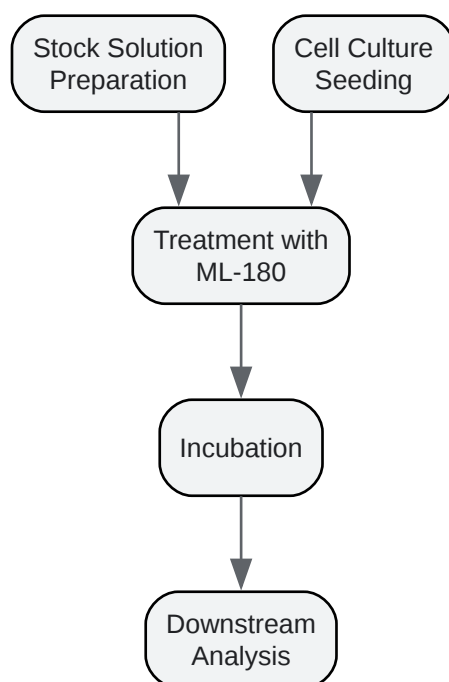 Stock Solution
Preparation
Cell Culture
Seeding
Treatment with
ML-180
Incubation
Downstream
Analysis